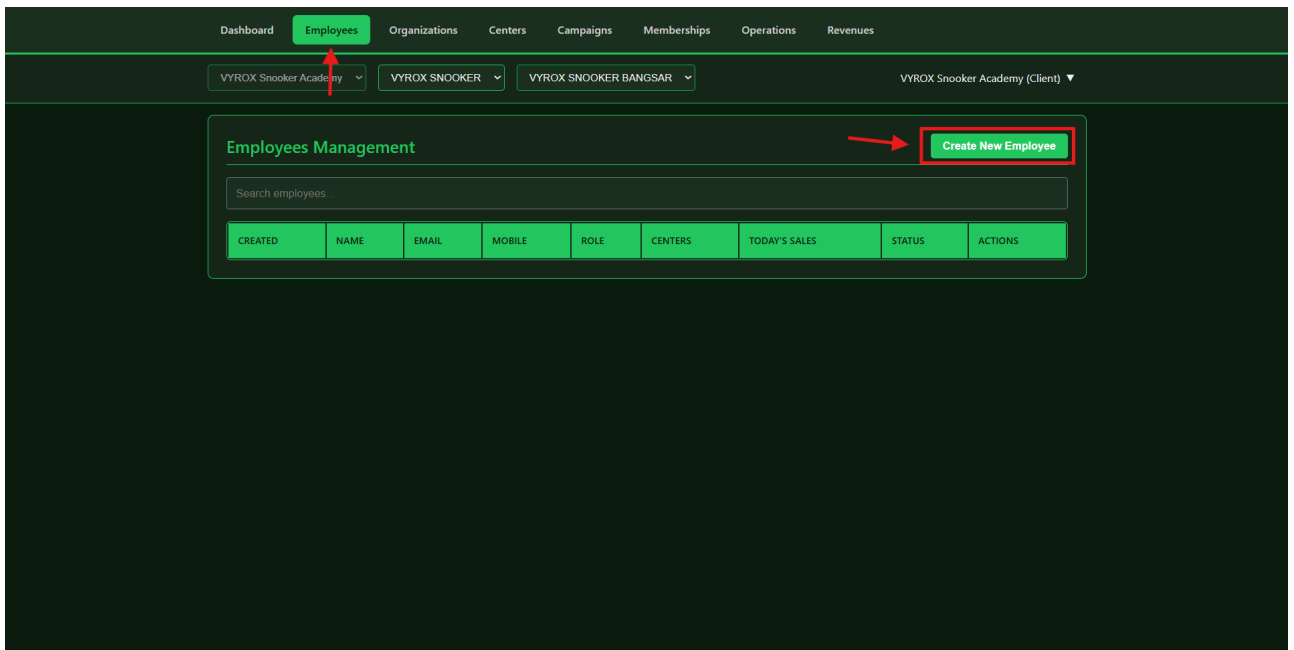 Dashboard Employees Organizations Centers Campaigns Memberships Operations Revenues
VYROX Snooker Academy VYROX SNOOKER VYROX SNOOKER BANGSAR VYROX Snooker Academy (Client) ▼
Employees Management Create New Employee
Search employees...
CREATED NAME EMAIL MOBILE ROLE CENTERS TODAY'S SALES STATUS ACTIONS